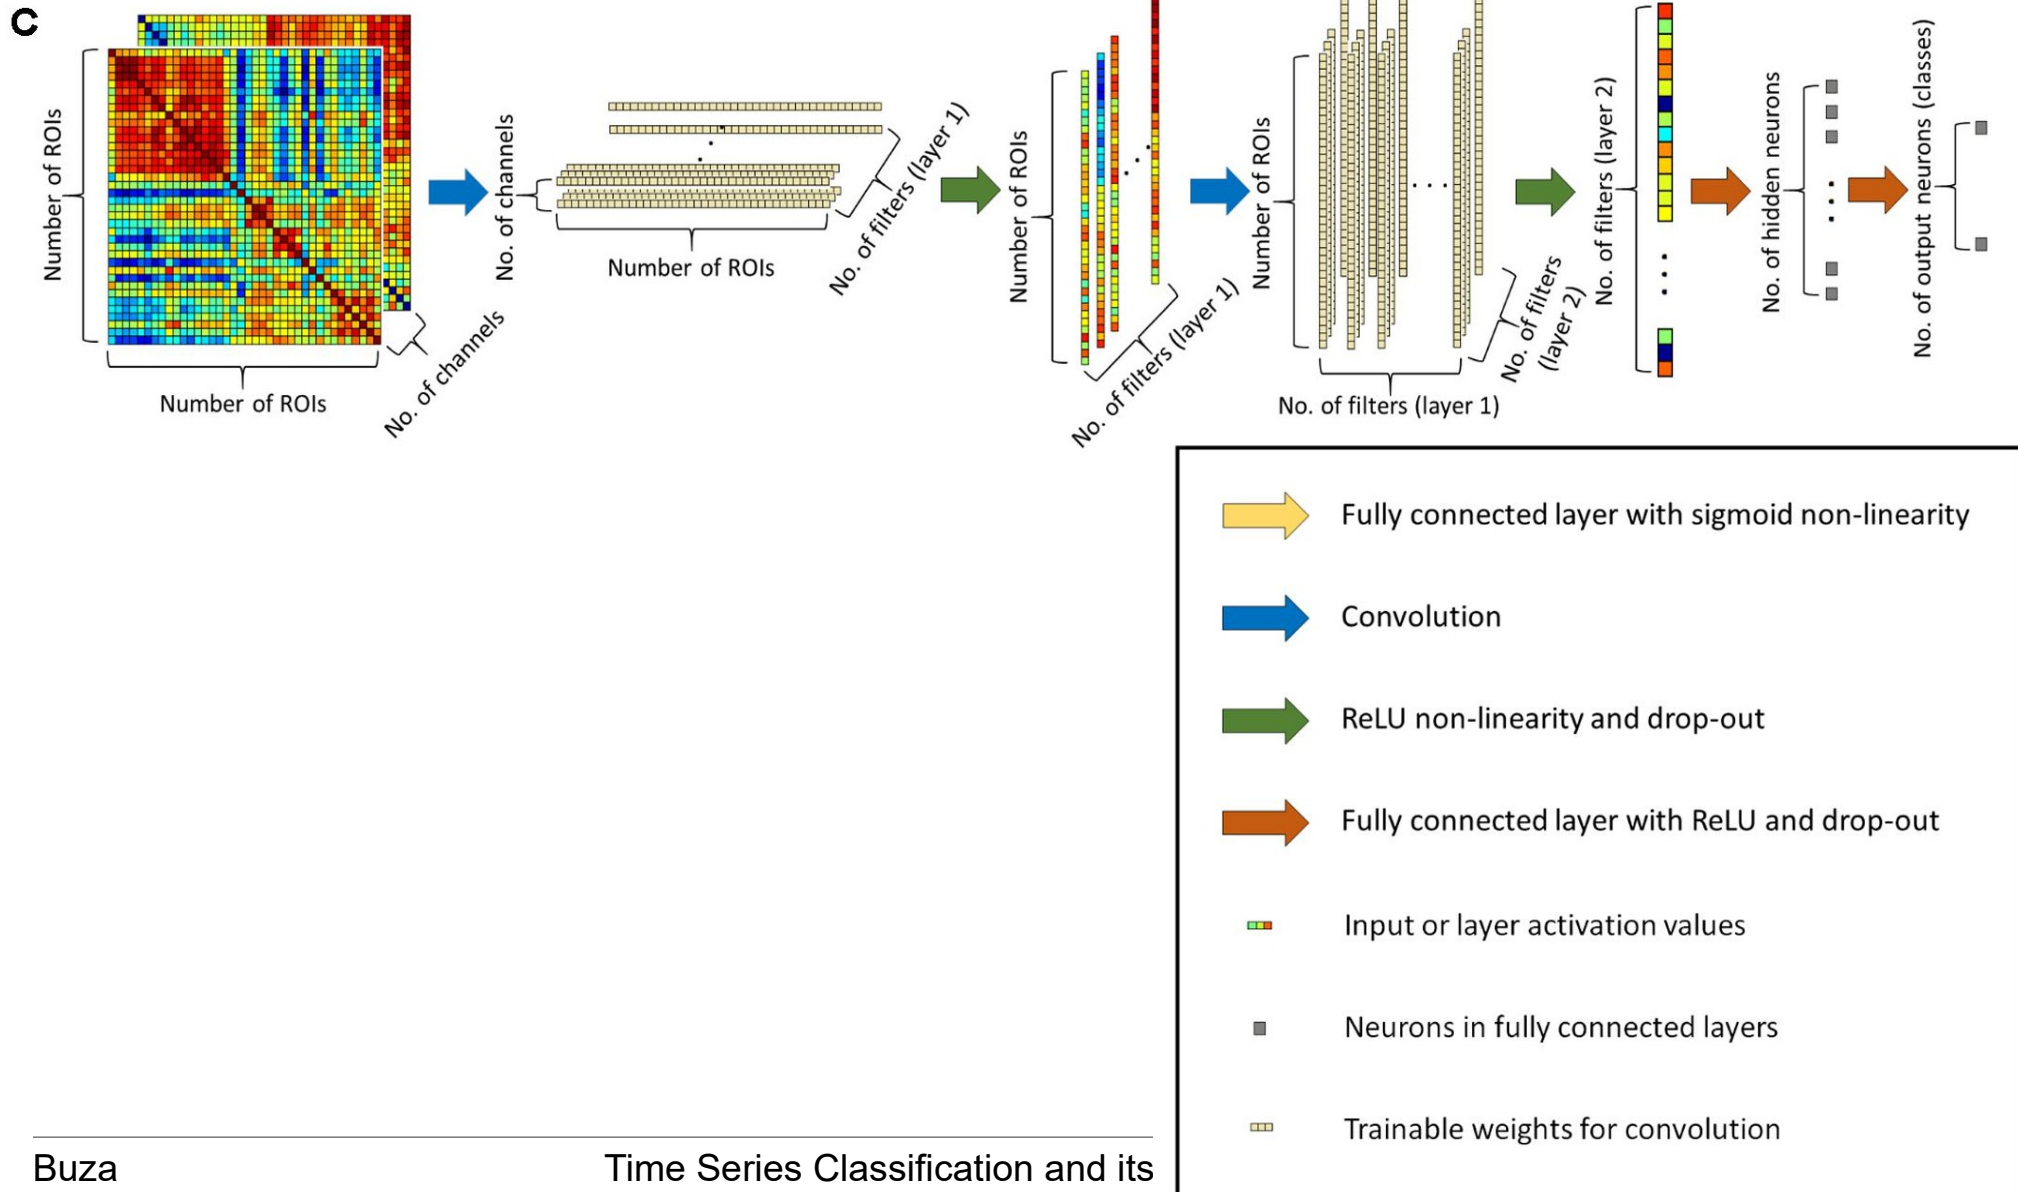 C
Number of ROIs
Number of ROIs
No. of channels
No. of channels
Number of ROIs
No. of filters (layer 1)
Number of ROIs
No. of filters (layer 1)
Number of ROIs
No. of filters (layer 1)
No. of filters
(layer 2)
No. of filters (layer 2)
No. of hidden neurons
No. of output neurons (classes)
Fully connected layer with sigmoid non-linearity
Convolution
ReLU non-linearity and drop-out
Fully connected layer with ReLU and drop-out
Input or layer activation values
Neurons in fully connected layers
Trainable weights for convolution
Buza
Time Series Classification and its